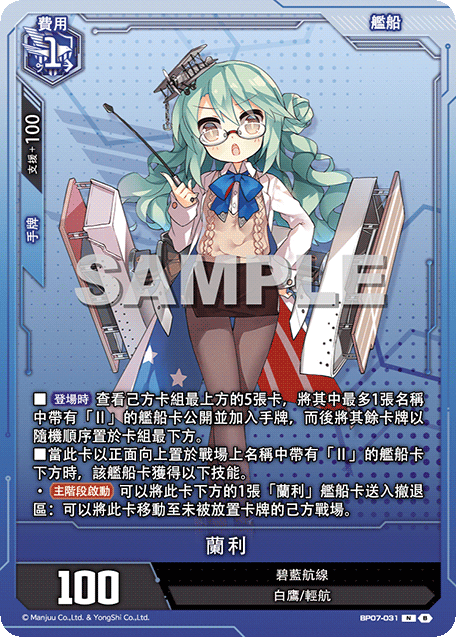 費用
1
艦船
支援+100
手牌
SAMPLE
■ 登場時 查看己方卡組最上方的5張卡，將其中最多1張名稱
中帶有「Ⅱ」的艦船卡公開並加入手牌，而後將其餘卡牌以
隨機順序置於卡組最下方。
■當此卡以正面向上置於戰場上名稱中帶有「Ⅱ」的艦船卡
下方時，該艦船卡獲得以下技能。
・主階段啟動 可以將此卡下方的1張「蘭利」艦船卡送入撤退
區：可以將此卡移動至未被放置卡牌的己方戰場。
蘭利
100
碧藍航線
白鷹/輕航
© Manjuu Co.,Ltd. & YongShi Co.,Ltd.
BP07-031 N B